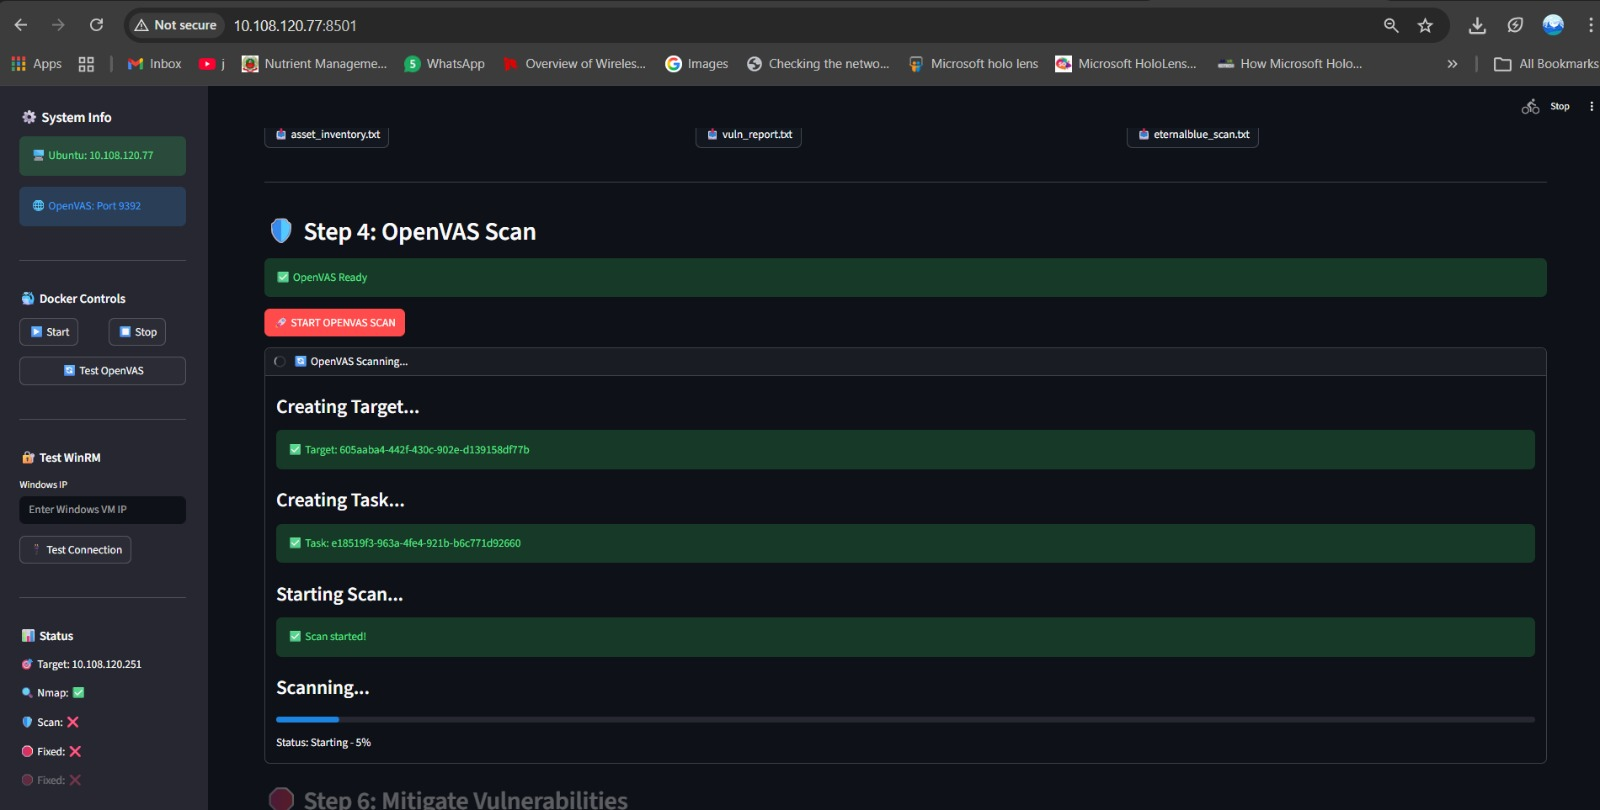 Not secure
10.108.120.77:8501
Apps
Inbox
j
Nutrient Manageme...
WhatsApp
Overview of Wireles...
Images
Checking the netwo...
Microsoft holo lens
Microsoft HoloLens...
How Microsoft Holo...
»
All Bookmarks
Stop
System Info
Ubuntu: 10.108.120.77
OpenVAS: Port 9392
Docker Controls
Start
Stop
Test OpenVAS
Test WinRM
Windows IP
Enter Windows VM IP
Test Connection
Status
Target: 10.108.120.251
Nmap: ✅
Scan: ❌
Fixed: ❌
Fixed: ❌
asset_inventory.txt
vuln_report.txt
eternalblue_scan.txt
Step 4: OpenVAS Scan
OpenVAS Ready
START OPENVAS SCAN
OpenVAS Scanning...
Creating Target...
Target: 605aaba4-442f-430c-902e-d139158df77b
Creating Task...
Task: e18519f3-963a-4fe4-921b-b6c771d92660
Starting Scan...
Scan started!
Scanning...
Status: Starting - 5%
Step 6: Mitigate Vulnerabilities